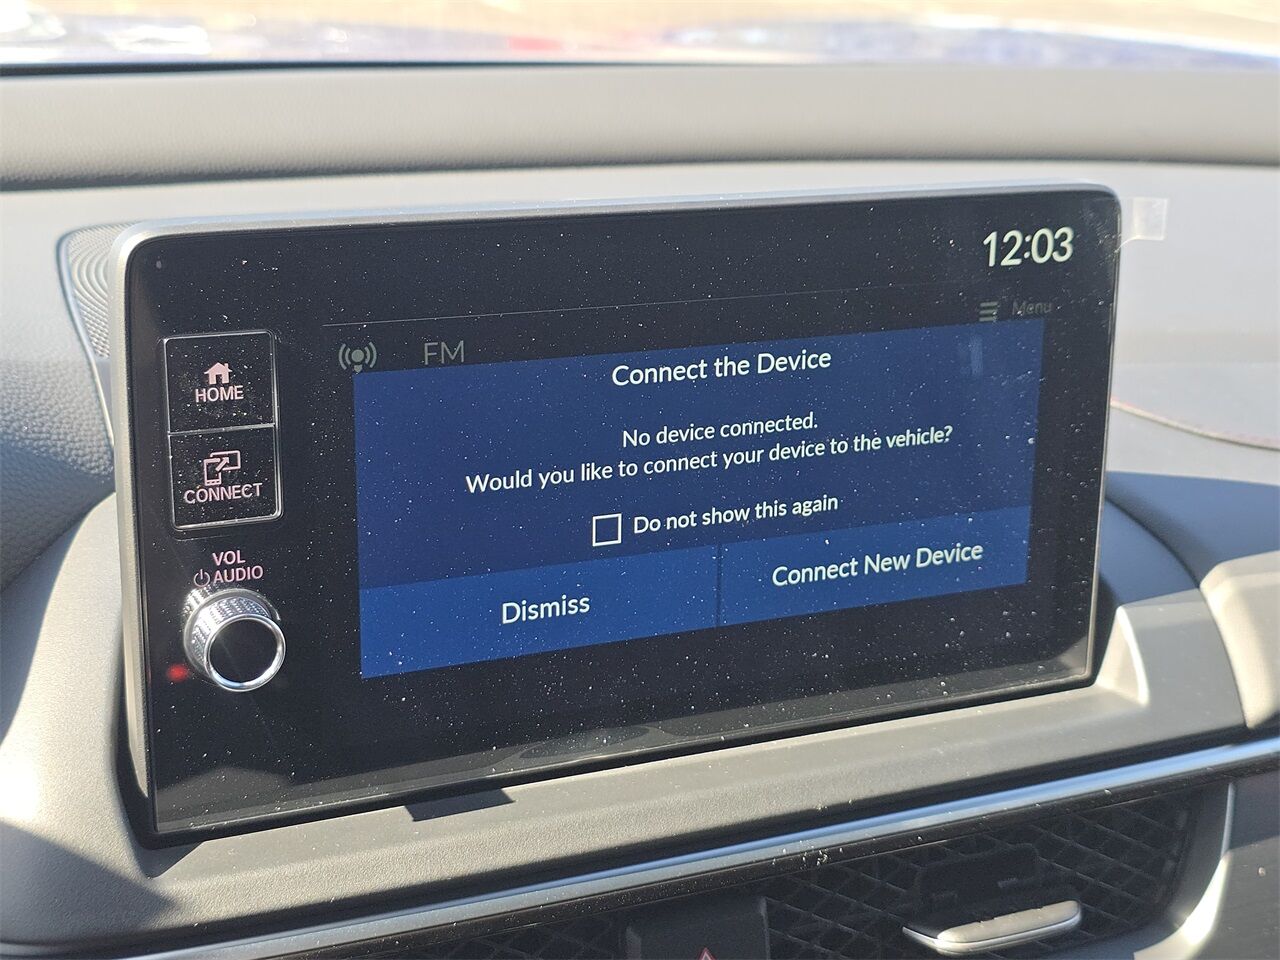 12:03
Menu
FM
HOME
CONNECT
VOL
AUDIO
Connect the Device
No device connected.
Would you like to connect your device to the vehicle?
Do not show this again
Dismiss
Connect New Device